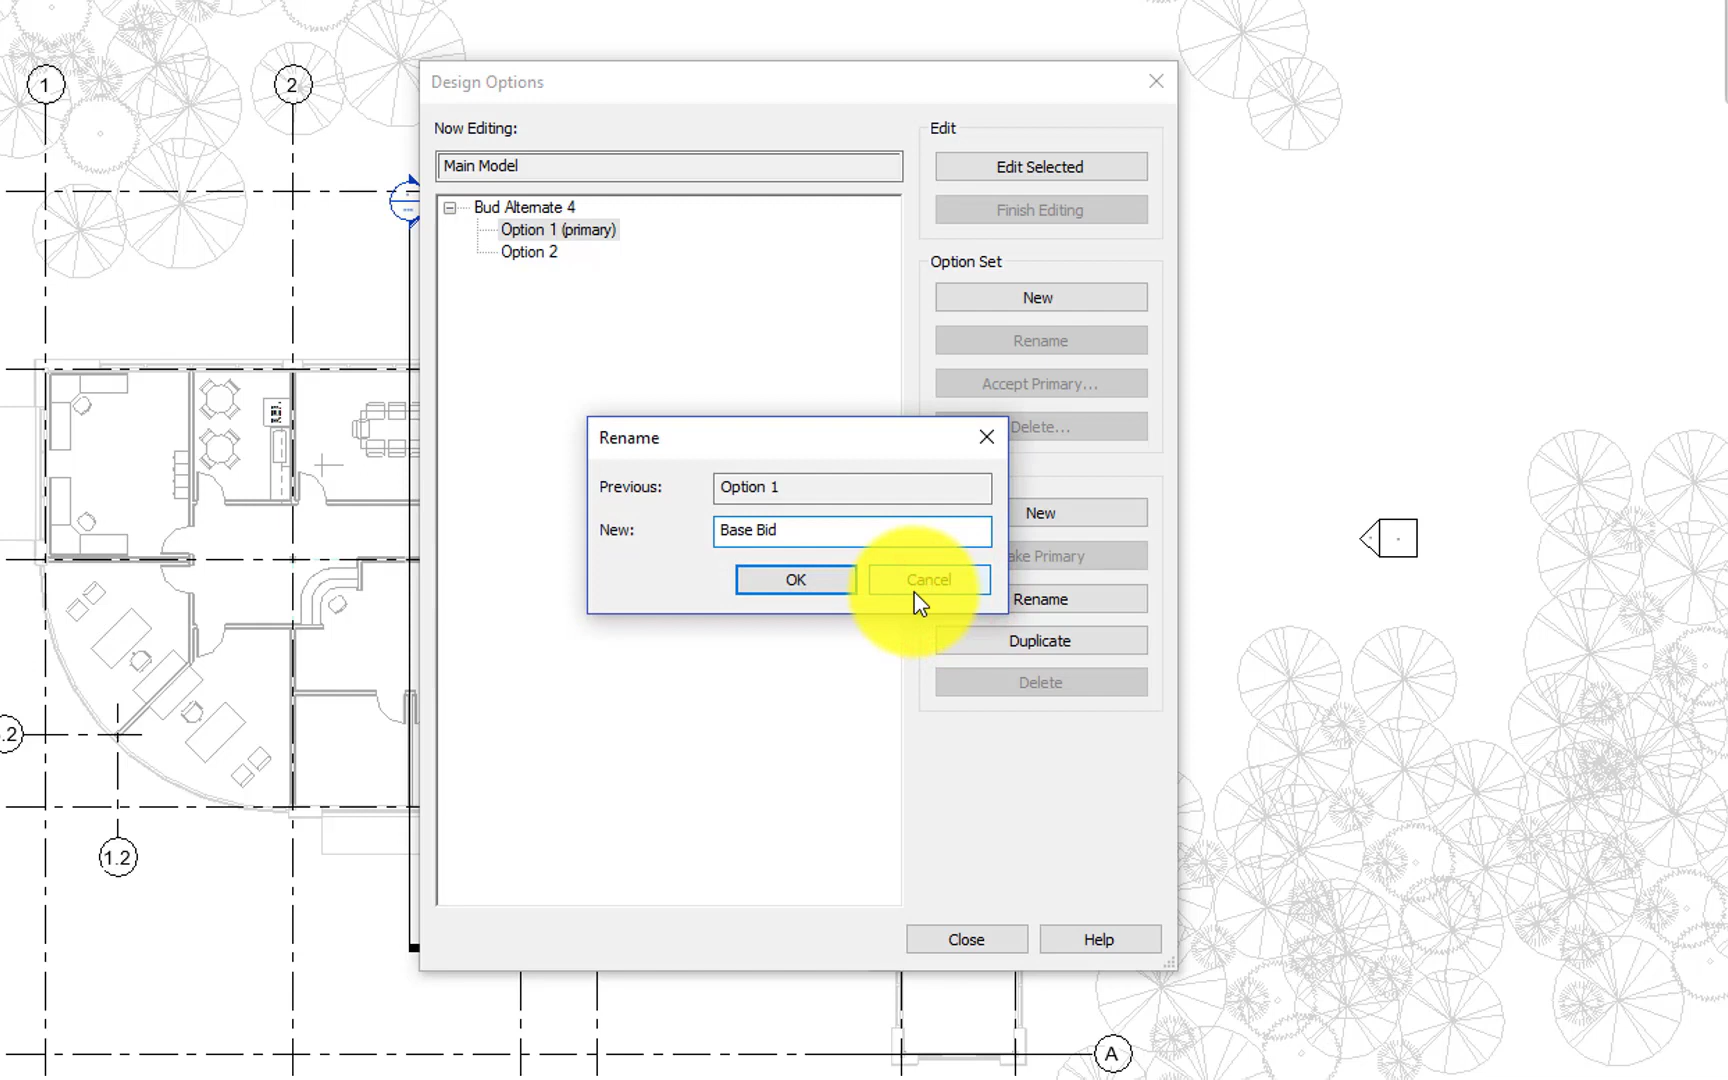 1
2
Design Options
Now Editing:
Main Model
Bud Alternate 4
Option 1 (primary)
Option 2
Edit
Edit Selected
Finish Editing
Option Set
New
Rename
Accept Primary...
Delete...
Rename
Previous:
Option 1
New:
Base Bid
OK
Cancel
New
ake Primary
Rename
Duplicate
Delete
Close
Help
.2
1.2
A